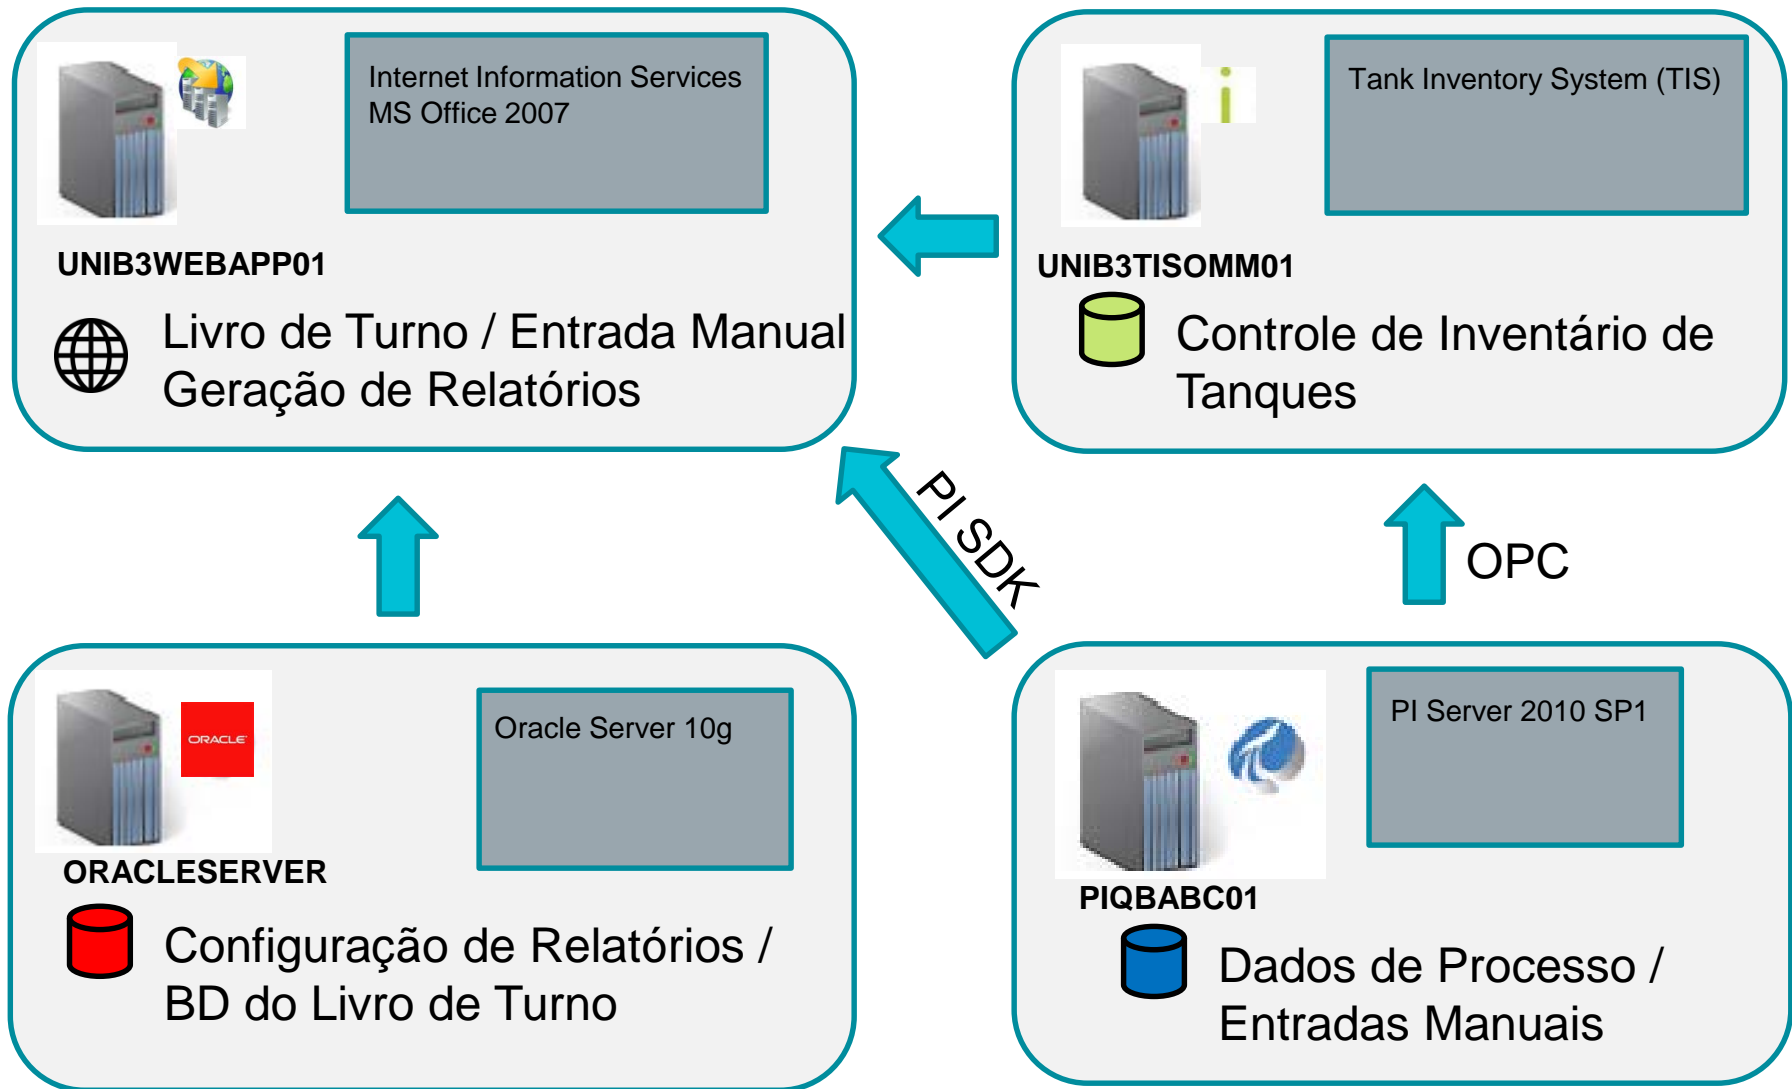 Internet Information Services
MS Office 2007
UNIB3WEBAPP01
Livro de Turno / Entrada Manual
Geração de Relatórios
Tank Inventory System (TIS)
UNIB3TISOMM01
Controle de Inventário de
Tanques
PI SDK
OPC
ORACLE
Oracle Server 10g
ORACLESERVER
Configuração de Relatórios /
BD do Livro de Turno
PI Server 2010 SP1
PIQBABC01
Dados de Processo /
Entradas Manuais